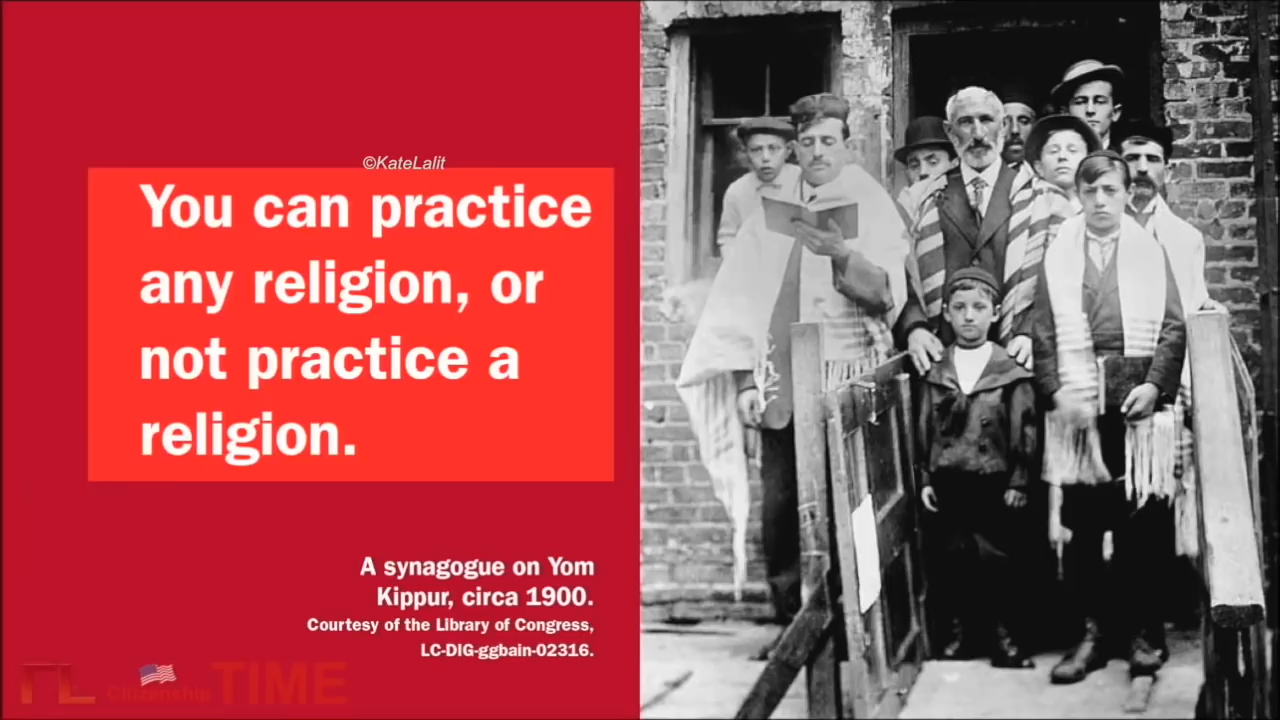 ©KateLalit
You can practice
any religion, or
not practice a
religion.
A synagogue on Yom
Kippur, circa 1900.
Courtesy of the Library of Congress,
LC-DIG-ggbain-02316.
TL Citizenship TIME